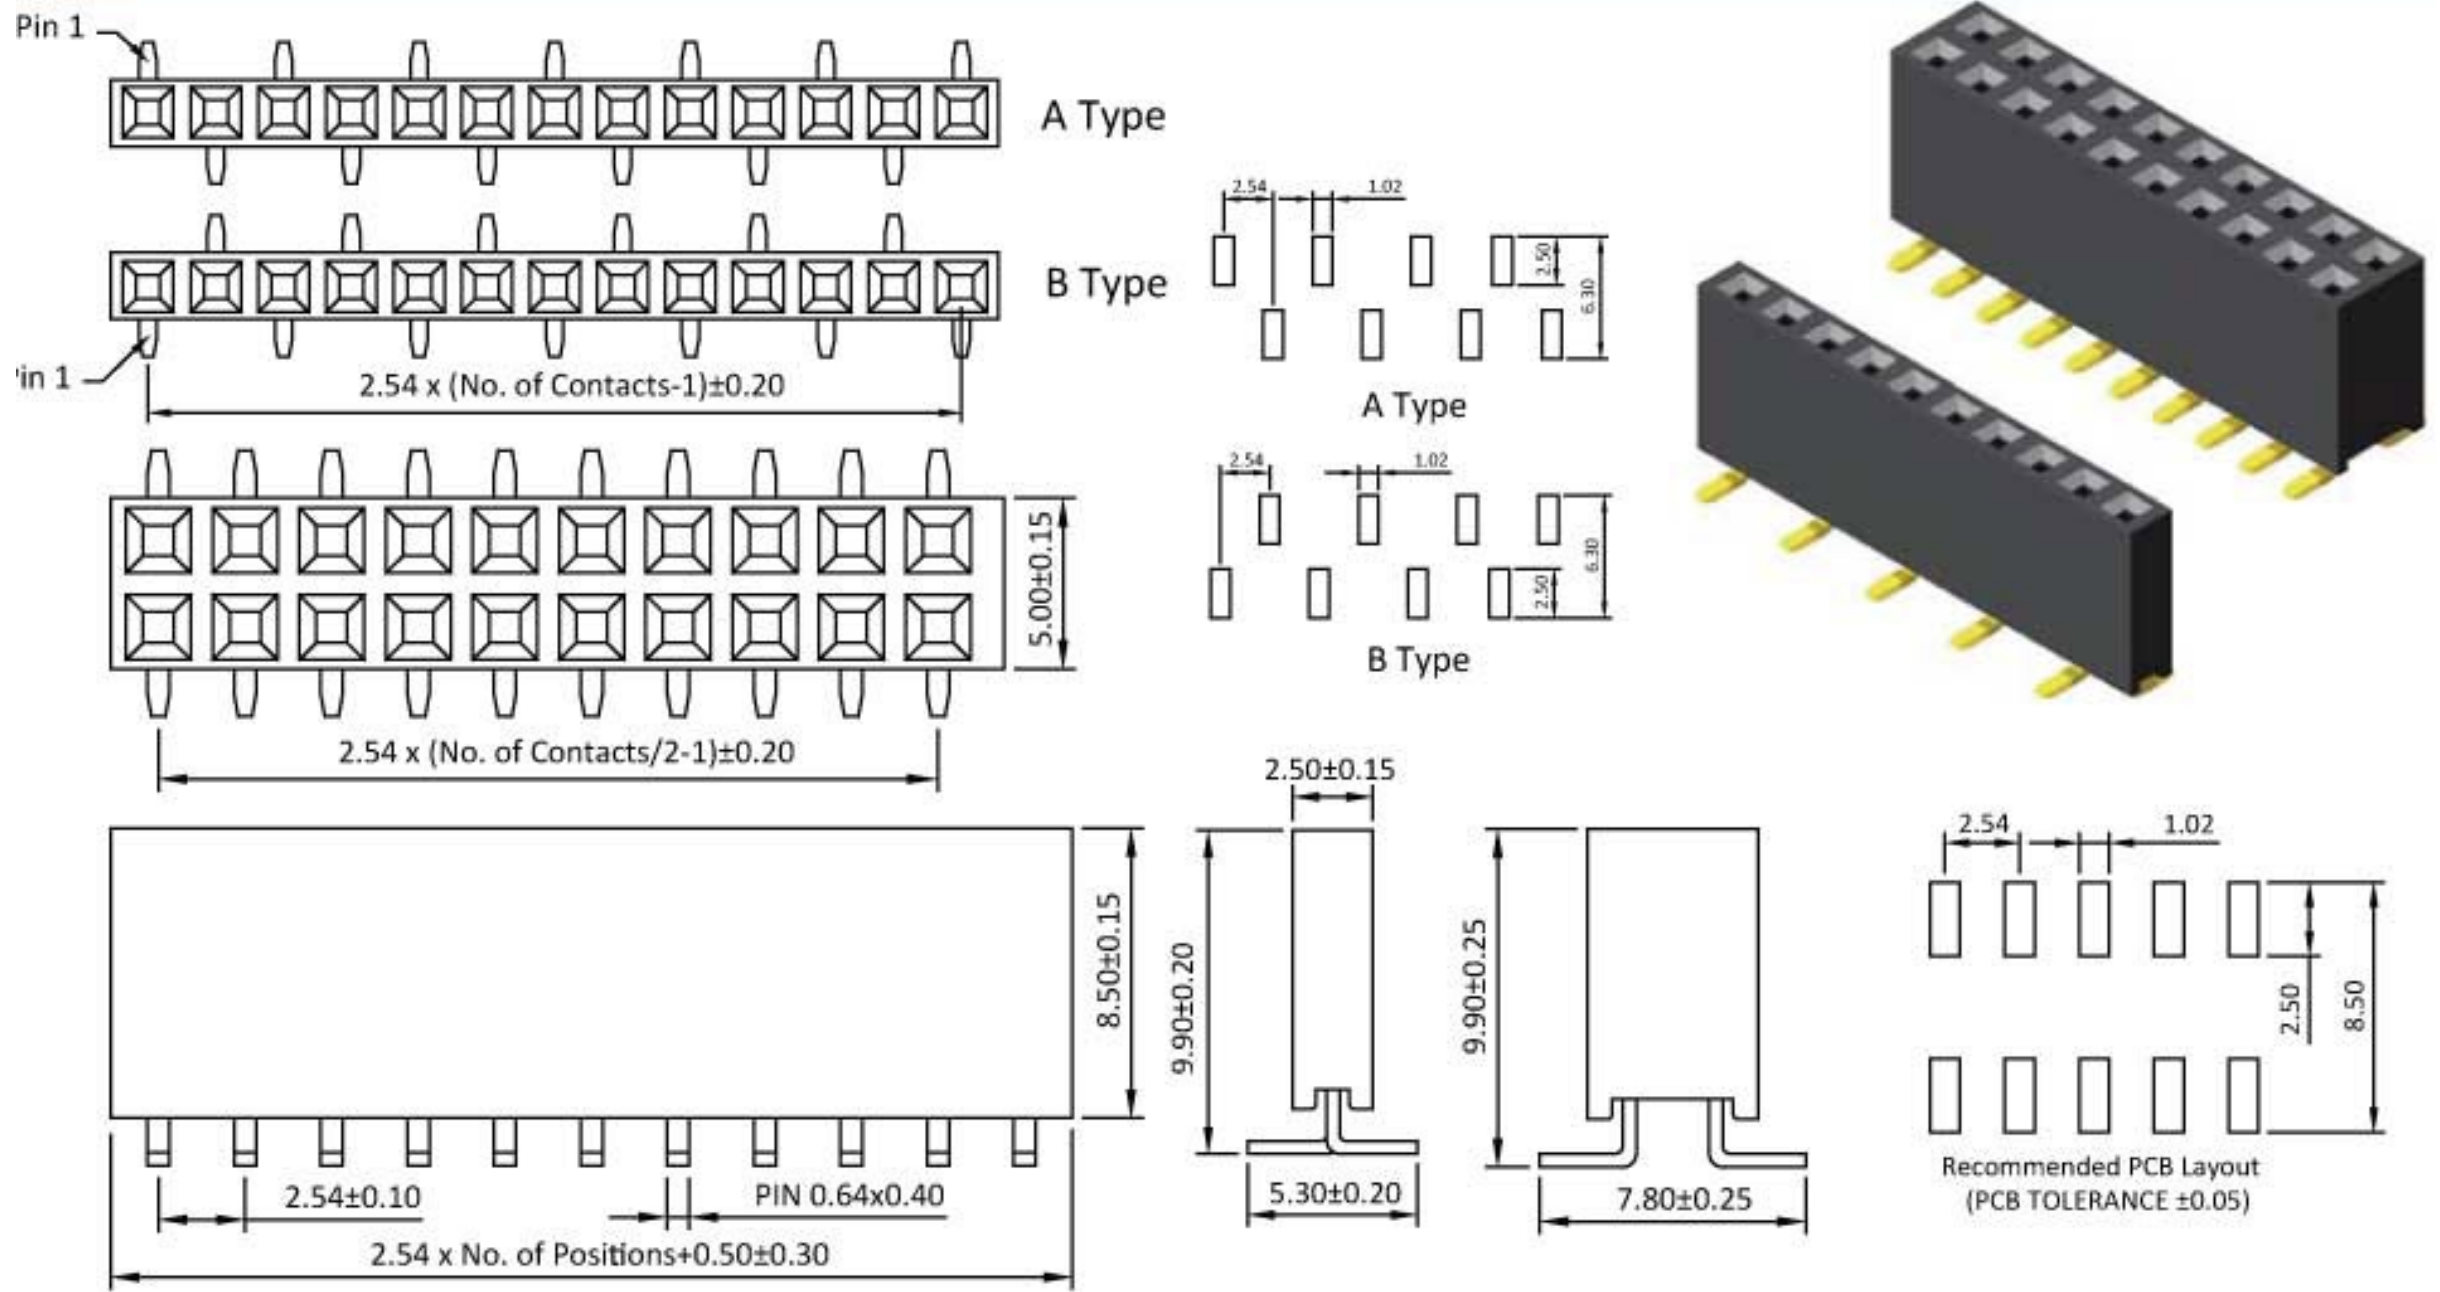 Pin 1
A Type
B Type
in 1
2.54 x (No. of Contacts-1)±0.20
2.54
1.02
2.50
6.30
A Type
2.54
1.02
6.30
2.50
B Type
5.00±0.15
2.54 x (No. of Contacts/2-1)±0.20
8.50±0.15
2.54±0.10
PIN 0.64x0.40
2.54 x No. of Positions+0.50±0.30
2.50±0.15
9.90±0.20
5.30±0.20
9.90±0.25
7.80±0.25
2.54
1.02
2.50
8.50
Recommended PCB Layout
(PCB TOLERANCE ±0.05)